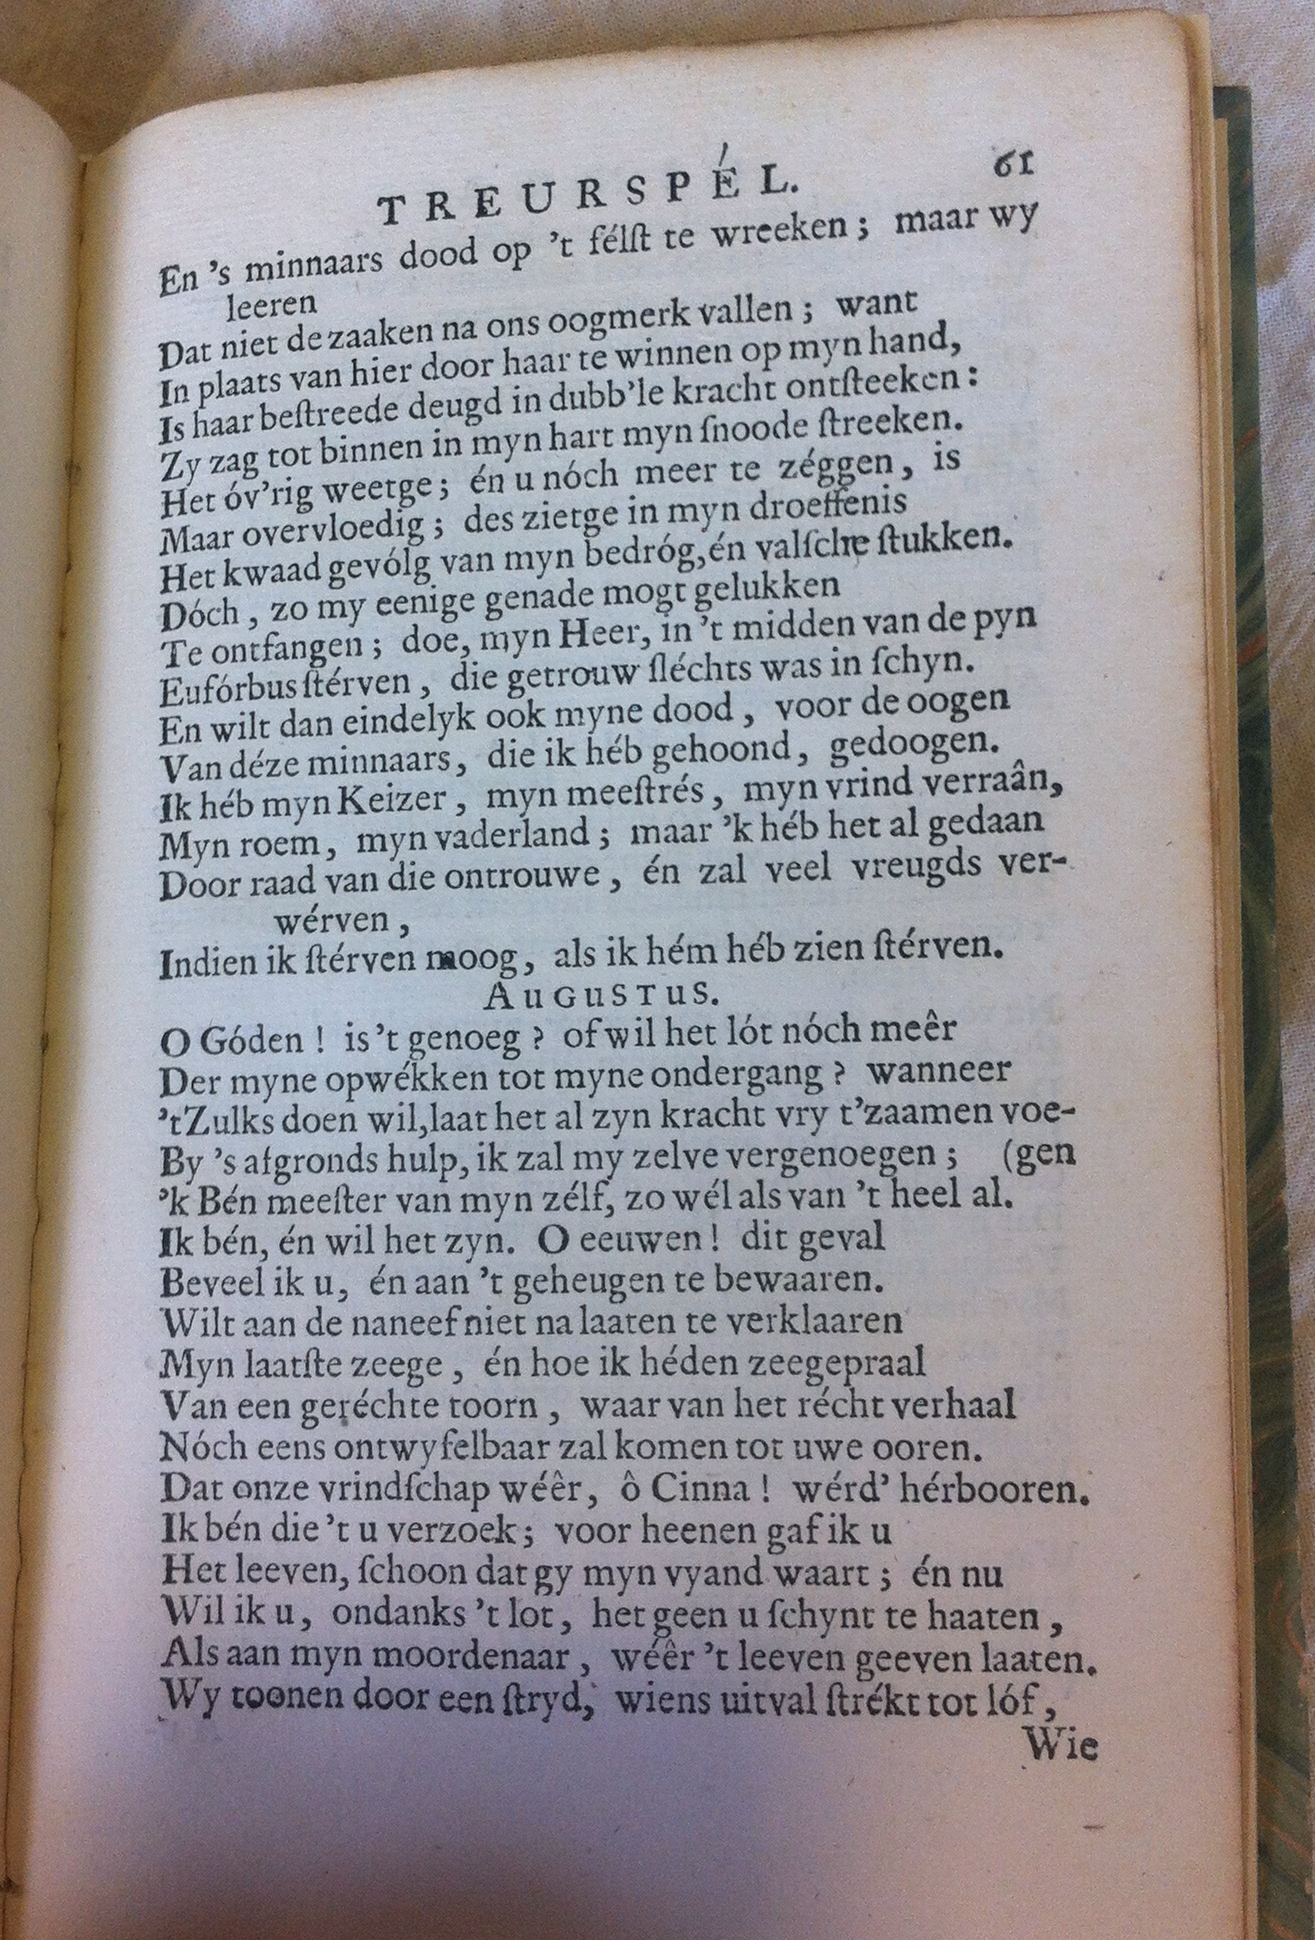 TREURSPÉL. 61
En 's minnaars dood op 't félſt te wreeken; maar wy
leeren
Dat niet de zaaken na ons oogmerk vallen; want
In plaats van hier door haar te winnen op myn hand,
Is haar beſtreede deugd in dubb'le kracht ontſteeken:
Zy zag tot binnen in myn hart myn ſnoode ſtreeken.
Het óv'rig weetge; én u nóch meer te zéggen, is
Maar overvloedig; des zietge in myn droeffenis
Het kwaad gevólg van myn bedróg, én valſche ſtukken.
Dóch, zo my eenige genade mogt gelukken
Te ontfangen; doe, myn Heer, in 't midden van de pyn
Eufórbus ſtérven, die getrouw ſléchts was in ſchyn.
En wilt dan eindelyk ook myne dood, voor de oogen
Van déze minnaars, die ik héb gehoond, gedoogen.
Ik héb myn Keizer, myn meeſtrés, myn vrind verraân,
Myn roem, myn vaderland; maar 'k héb het al gedaan
Door raad van die ontrouwe, én zal veel vreugds ver-
wérven,
Indien ik ſtérven moog, als ik hém héb zien ſtérven.
AUGUSTUS.
O Góden! is 't genoeg? of wil het lót nóch meêr
Der myne opwékken tot myne ondergang? wanneer
't Zulks doen wil, laat het al zyn kracht vry t'zaamen voe-
By 's afgronds hulp, ik zal my zelve vergenoegen; (gen
'k Bén meeſter van myn zélf, zo wél als van 't heel al.
Ik bén, én wil het zyn. O eeuwen! dit geval
Beveel ik u, én aan 't geheugen te bewaaren.
Wilt aan de naneef niet na laaten te verklaaren
Myn laatſte zeege, én hoe ik héden zeegepraal
Van een geréchte toorn, waar van het récht verhaal
Nóch eens ontwyfelbaar zal komen tot uwe ooren.
Dat onze vrindſchap wéêr, ô Cinna! wérd' hérbooren.
Ik bén die 't u verzoek; voor heenen gaf ik u
Het leeven, ſchoon dat gy myn vyand waart; én nu
Wil ik u, ondanks 't lot, het geen u ſchynt te haaten,
Als aan myn moordenaar, wéêr 't leeven geeven laaten.
Wy toonen door een ſtryd, wiens uitval ſtrékt tot lóf,
Wie